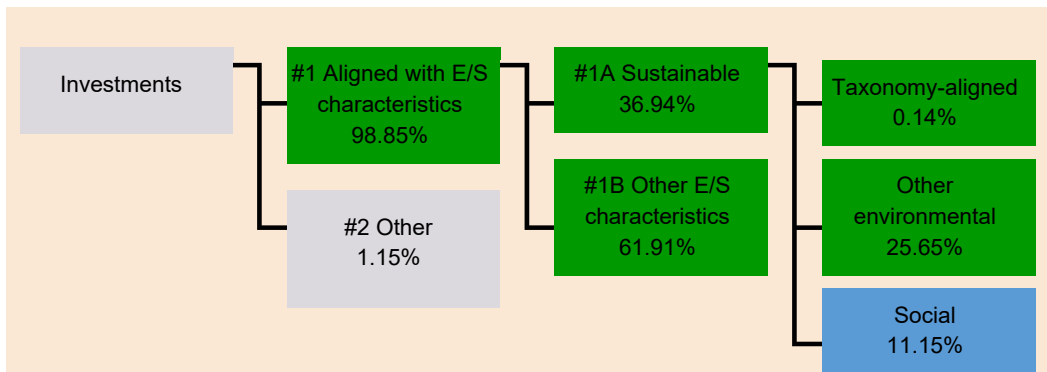 Investments
#1 Aligned with E/S
characteristics
98.85%
#2 Other
1.15%
#1A Sustainable
36.94%
#1B Other E/S
characteristics
61.91%
Taxonomy-aligned
0.14%
Other
environmental
25.65%
Social
11.15%